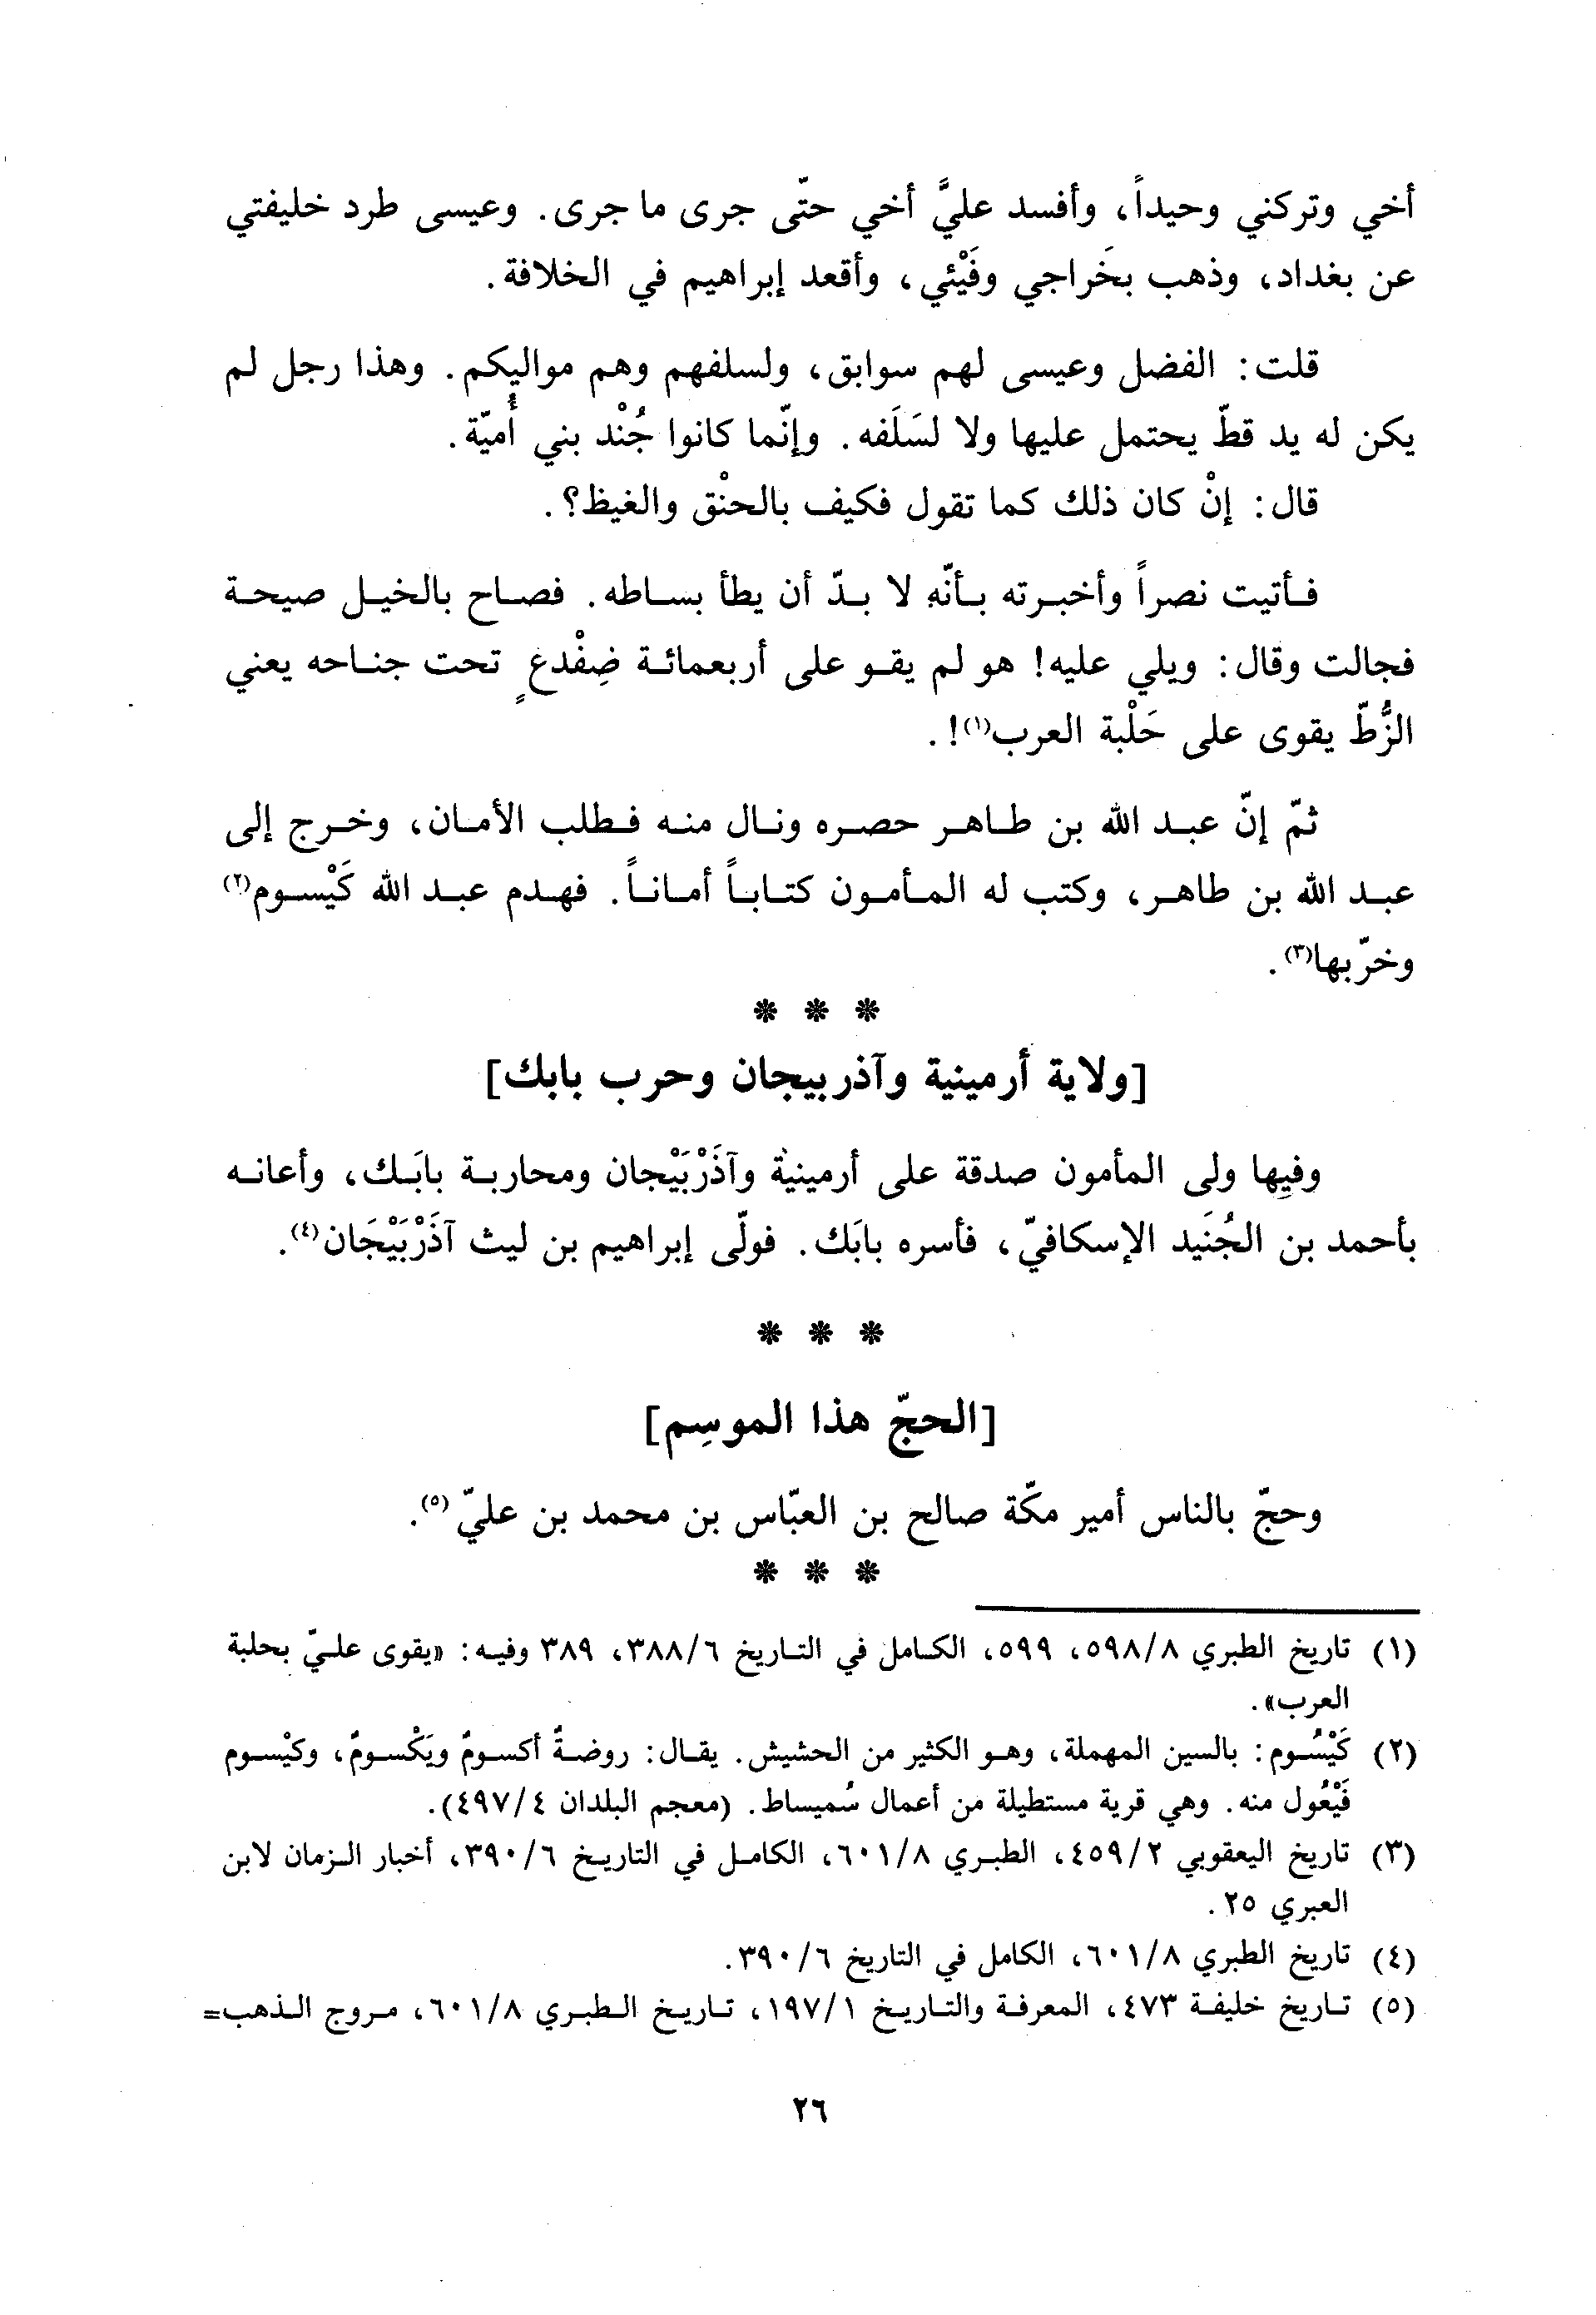 أخي وتركني وحيداً، وأفسد عليَّ أخي حتّى جرى ما جرى. وعيسى طرد خليفتي
عن بغداد، وذهب بخَراجي وفَيْئي، وأقعد إبراهيم في الخلافة.
قلت: الفضل وعيسى لهم سوابق، ولسلفهم وهم مواليكم. وهذا رجل لم
يكن له يد قطّ يحتمل عليها ولا لسَلَفه. وإنّما كانوا جُنْد بني أُميّة.
قال: إنْ كان ذلك كما تقول فكيف بالحنْق والغيظ؟.
فأتيت نصراً وأخبرته بأنّه لا بدّ أن يطأ بساطه. فصاح بالخيل صيحة
فجالت وقال: ويلي عليه! هو لم يقو على أربعمائة ضِفْدعٍ تحت جناحه يعني
الزُّطّ يقوى على حَلْبة العرب(١)!.
ثمّ إنّ عبد الله بن طاهر حصره ونال منه فطلب الأمان، وخرج إلى
عبد الله بن طاهر، وكتب له المأمون كتاباً أماناً. فهدم عبد الله كَيْسوم(٢)
وخرّبها(٣).
* * *
[ولاية أرمينية وآذربيجان وحرب بابك]
وفيها ولى المأمون صدقة على أرمينية وآذَرْبَيْجان ومحاربة بابَك، وأعانه
بأحمد بن الجُنَيد الإسكافيّ، فأسره بابَك. فولّى إبراهيم بن ليث آذَرْبَيْجَان(٤).
* * *
[الحجّ هذا الموسِم]
وحجّ بالناس أمير مكّة صالح بن العبّاس بن محمد بن عليّ(٥).
* * *
(١) تاريخ الطبري ٥٩٨/٨، ٥٩٩، الكامل في التاريخ ٣٨٨/٦، ٣٨٩ وفيه: «يقوى عليّ بحلبة
العرب».
(٢) كَيْسُوم: بالسين المهملة، وهو الكثير من الحشيش. يقال: روضةٌ أكسومٌ ويَكْسومٌ، وكيْسوم
فَيْعُول منه. وهي قرية مستطيلة من أعمال سُميساط. (معجم البلدان ٤٩٧/٤).
(٣) تاريخ اليعقوبي ٤٥٩/٢، الطبري ٦٠١/٨، الكامل في التاريخ ٣٩٠/٦، أخبار الزمان لابن
العبري ٢٥.
(٤) تاريخ الطبري ٦٠١/٨، الكامل في التاريخ ٣٩٠/٦.
(٥) تاريخ خليفة ٤٧٣، المعرفة والتاريخ ١٩٧/١، تاريخ الطبري ٦٠١/٨، مروج الذهب=
٢٦